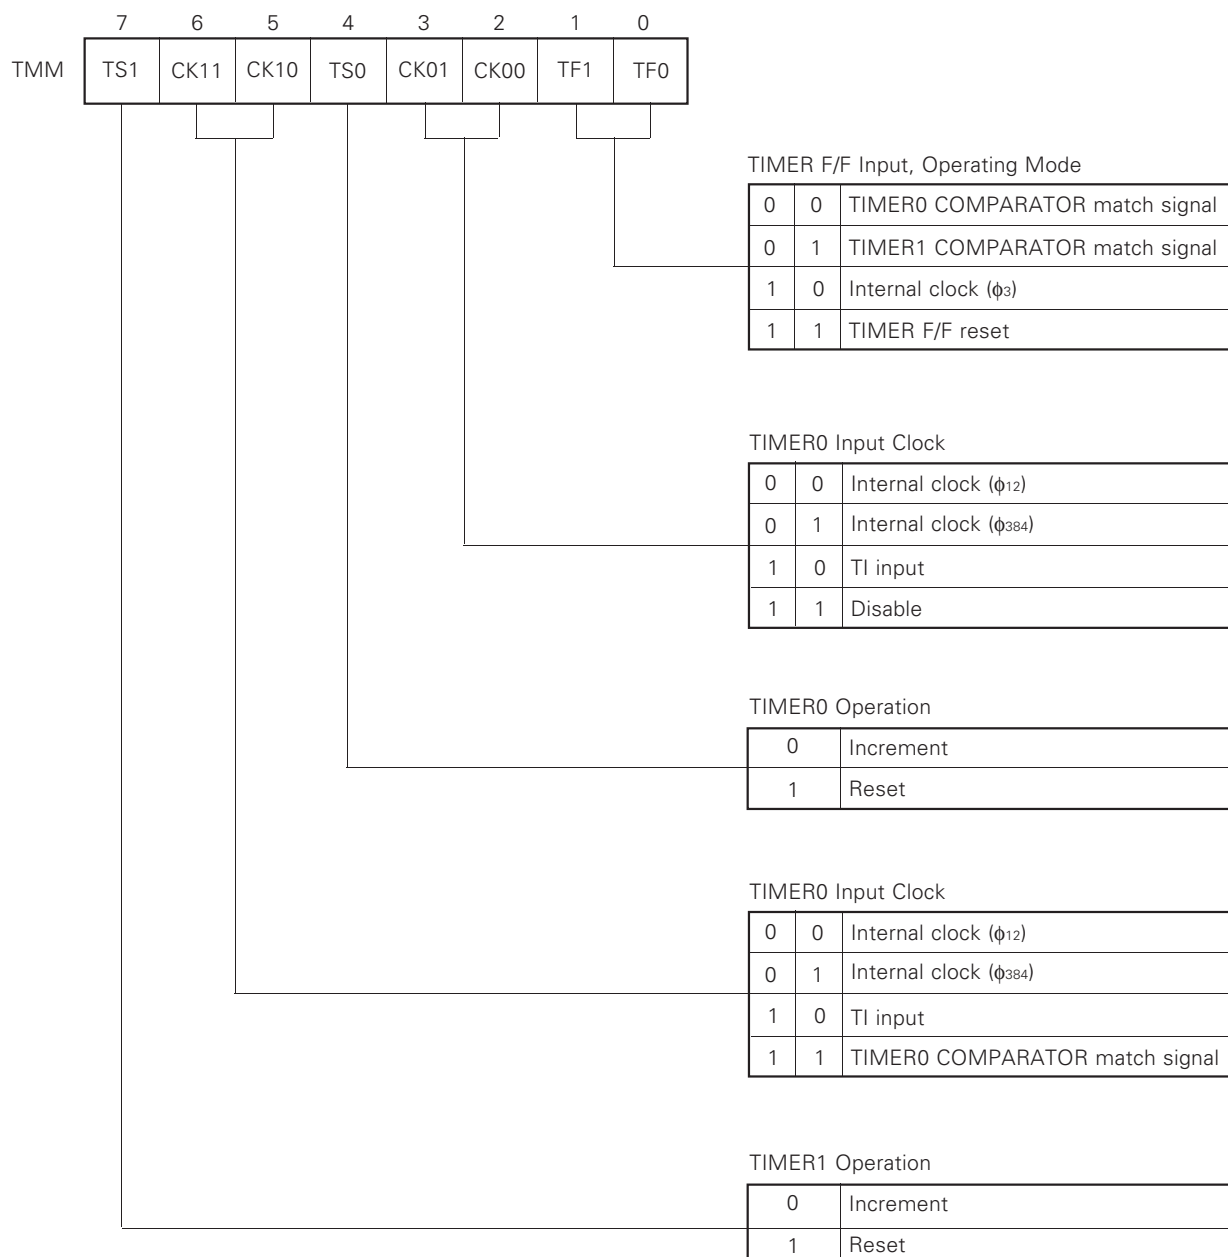 7 6 5 4 3 2 1 0
TMM TS1 CK11 CK10 TS0 CK01 CK00 TF1 TF0
TIMER F/F Input, Operating Mode
0 0 TIMER0 COMPARATOR match signal
0 1 TIMER1 COMPARATOR match signal
1 0 Internal clock (ϕ3)
1 1 TIMER F/F reset
TIMER0 Input Clock
0 0 Internal clock (ϕ12)
0 1 Internal clock (ϕ384)
1 0 TI input
1 1 Disable
TIMER0 Operation
0 Increment
1 Reset
TIMER0 Input Clock
0 0 Internal clock (ϕ12)
0 1 Internal clock (ϕ384)
1 0 TI input
1 1 TIMER0 COMPARATOR match signal
TIMER1 Operation
0 Increment
1 Reset